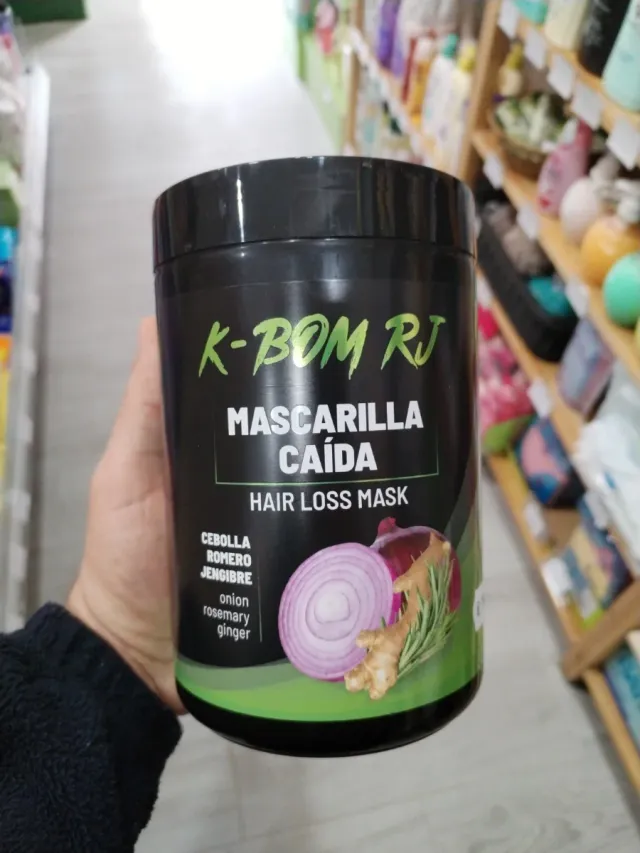 K-BOM RJ
MASCARILLA
CAÍDA
HAIR LOSS MASK
CEBOLLA
ROMERO
JENGIBRE
onion
rosemary
ginger